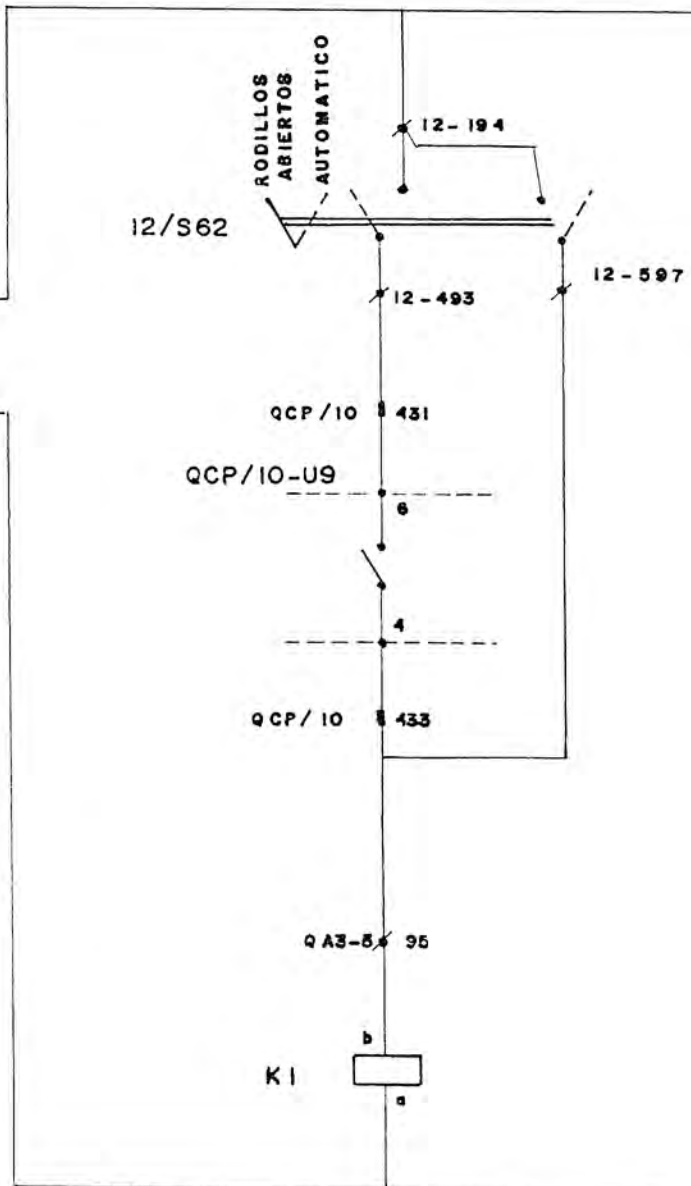 RODILLOS
ABIERTOS
AUTOMATICO
12-194
12/S62
12-597
12-493
QCP/10 431
QCP/10-U9
6
4
QCP/10 433
QA3-5 95
b
K1
a